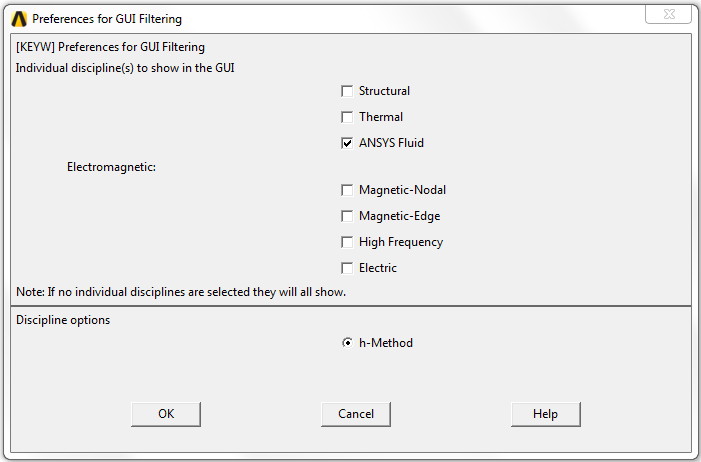 Preferences for GUI Filtering
[KEYW] Preferences for GUI Filtering
Individual discipline(s) to show in the GUI
Structural
Thermal
ANSYS Fluid
Electromagnetic:
Magnetic-Nodal
Magnetic-Edge
High Frequency
Electric
Note: If no individual disciplines are selected they will all show.
Discipline options
h-Method
OK Cancel Help